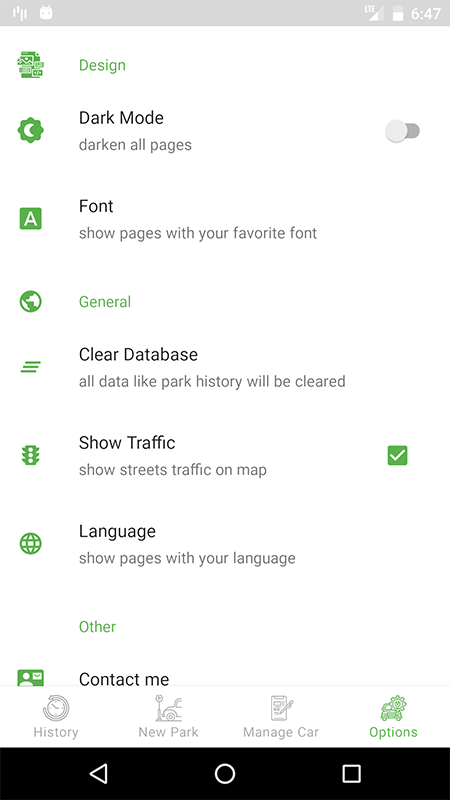 LTE 6:47
Design
Dark Mode
darken all pages
A
Font
show pages with your favorite font
General
Clear Database
all data like park history will be cleared
Show Traffic
show streets traffic on map
Language
show pages with your language
Other
Contact me
History New Park Manage Car Options